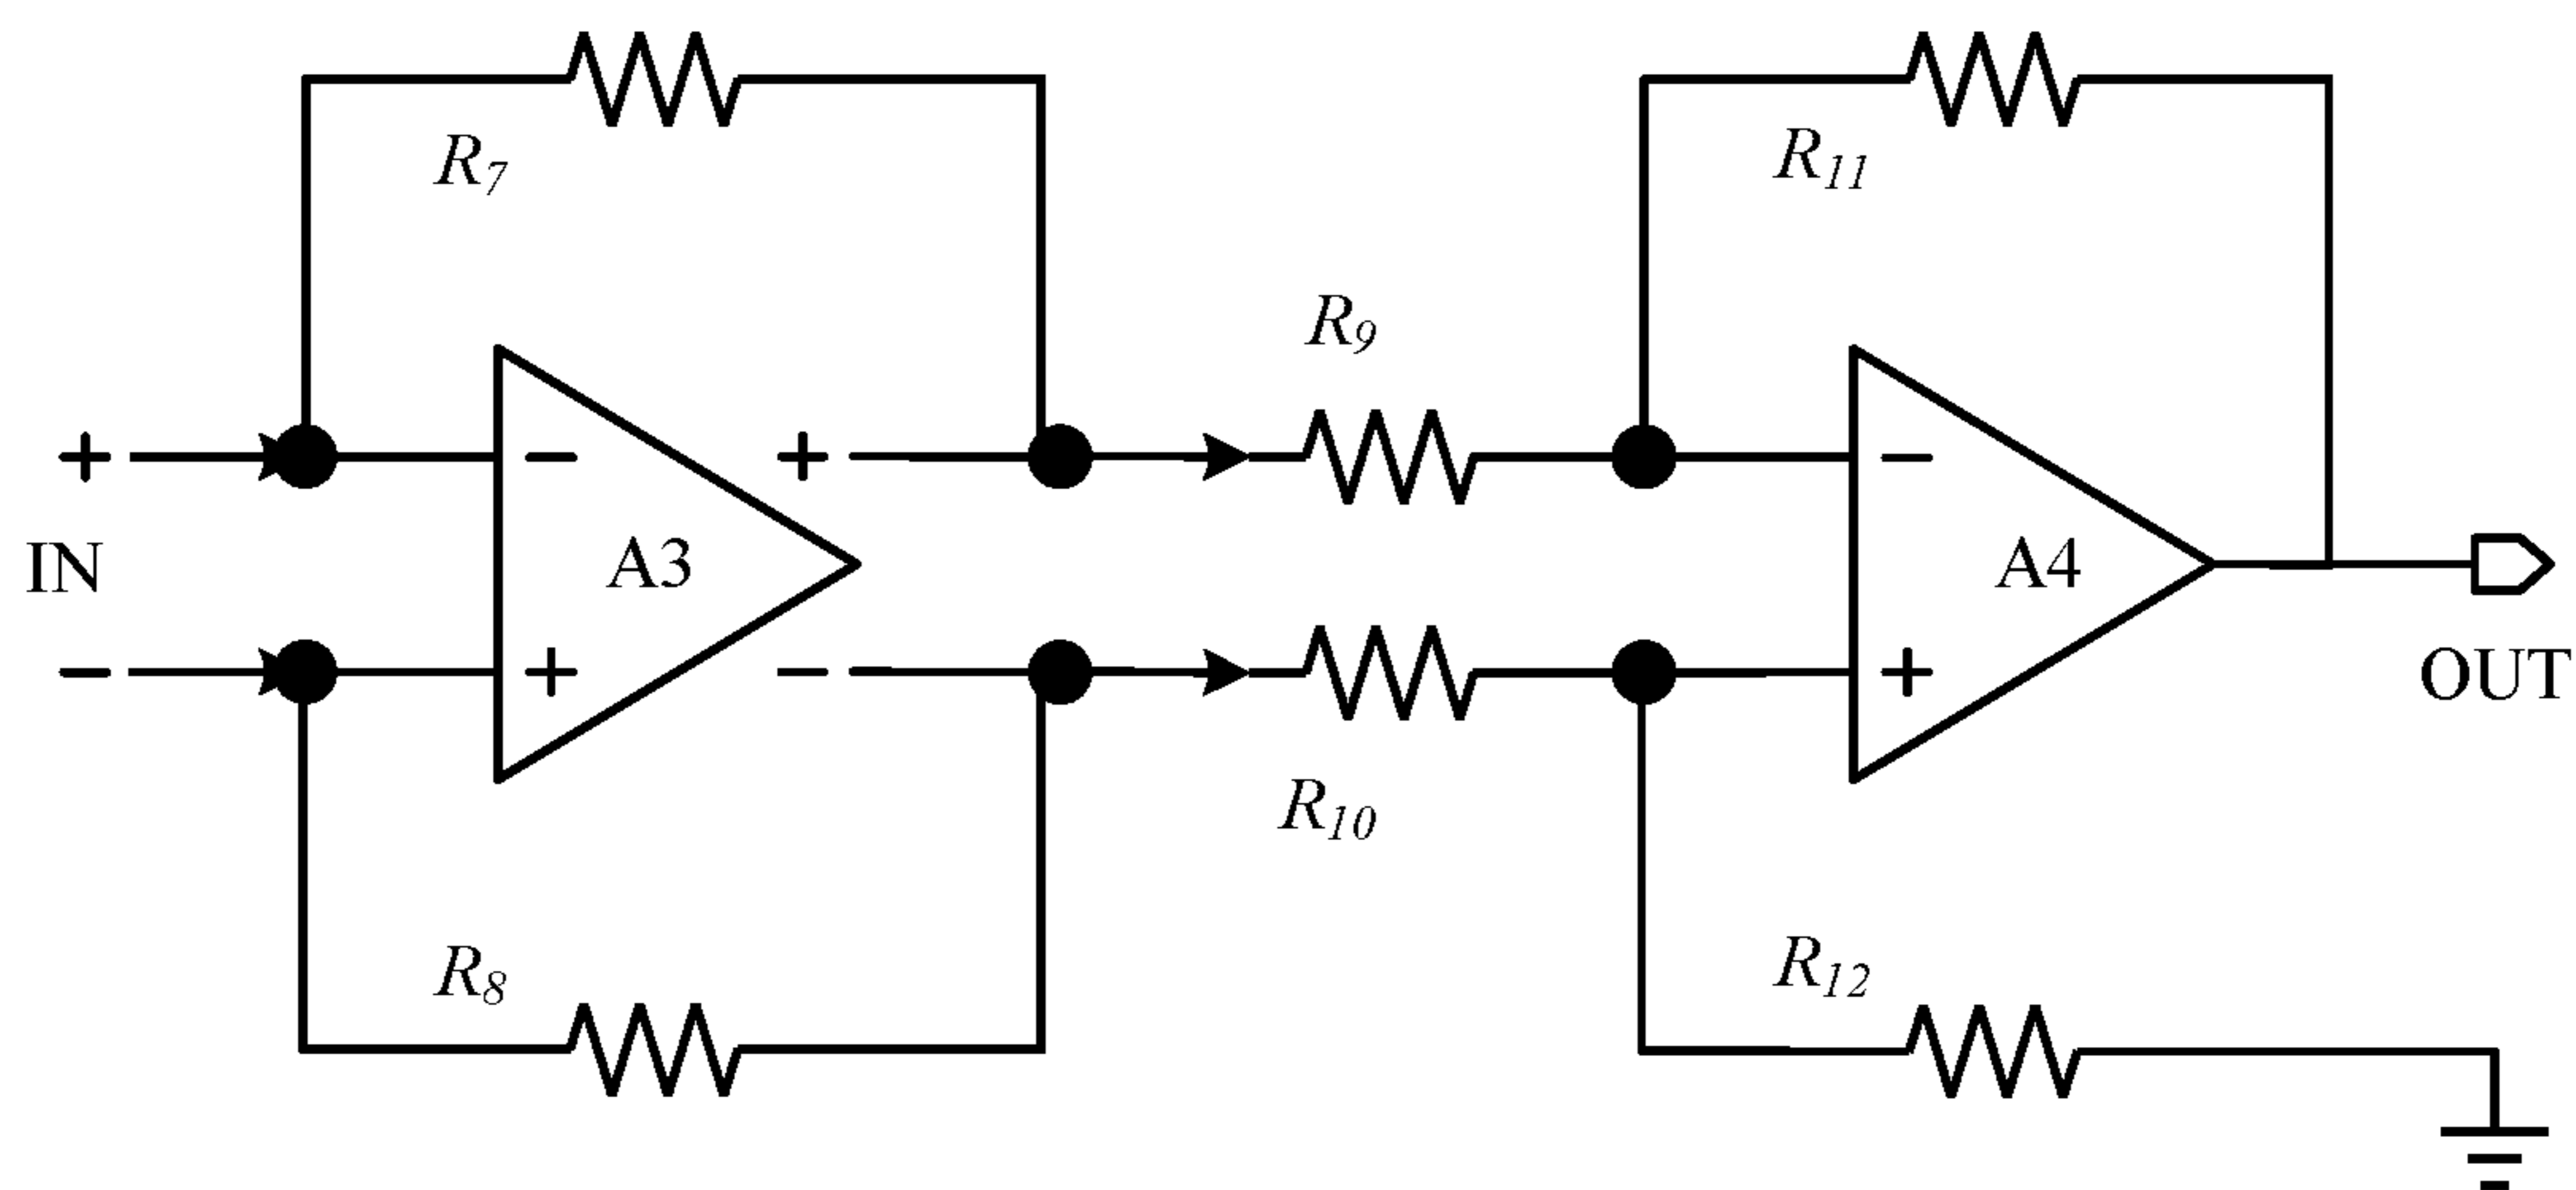 R7
R11
R9
+ − + −
IN A3 A4
− + − +
OUT
R10
R8
R12